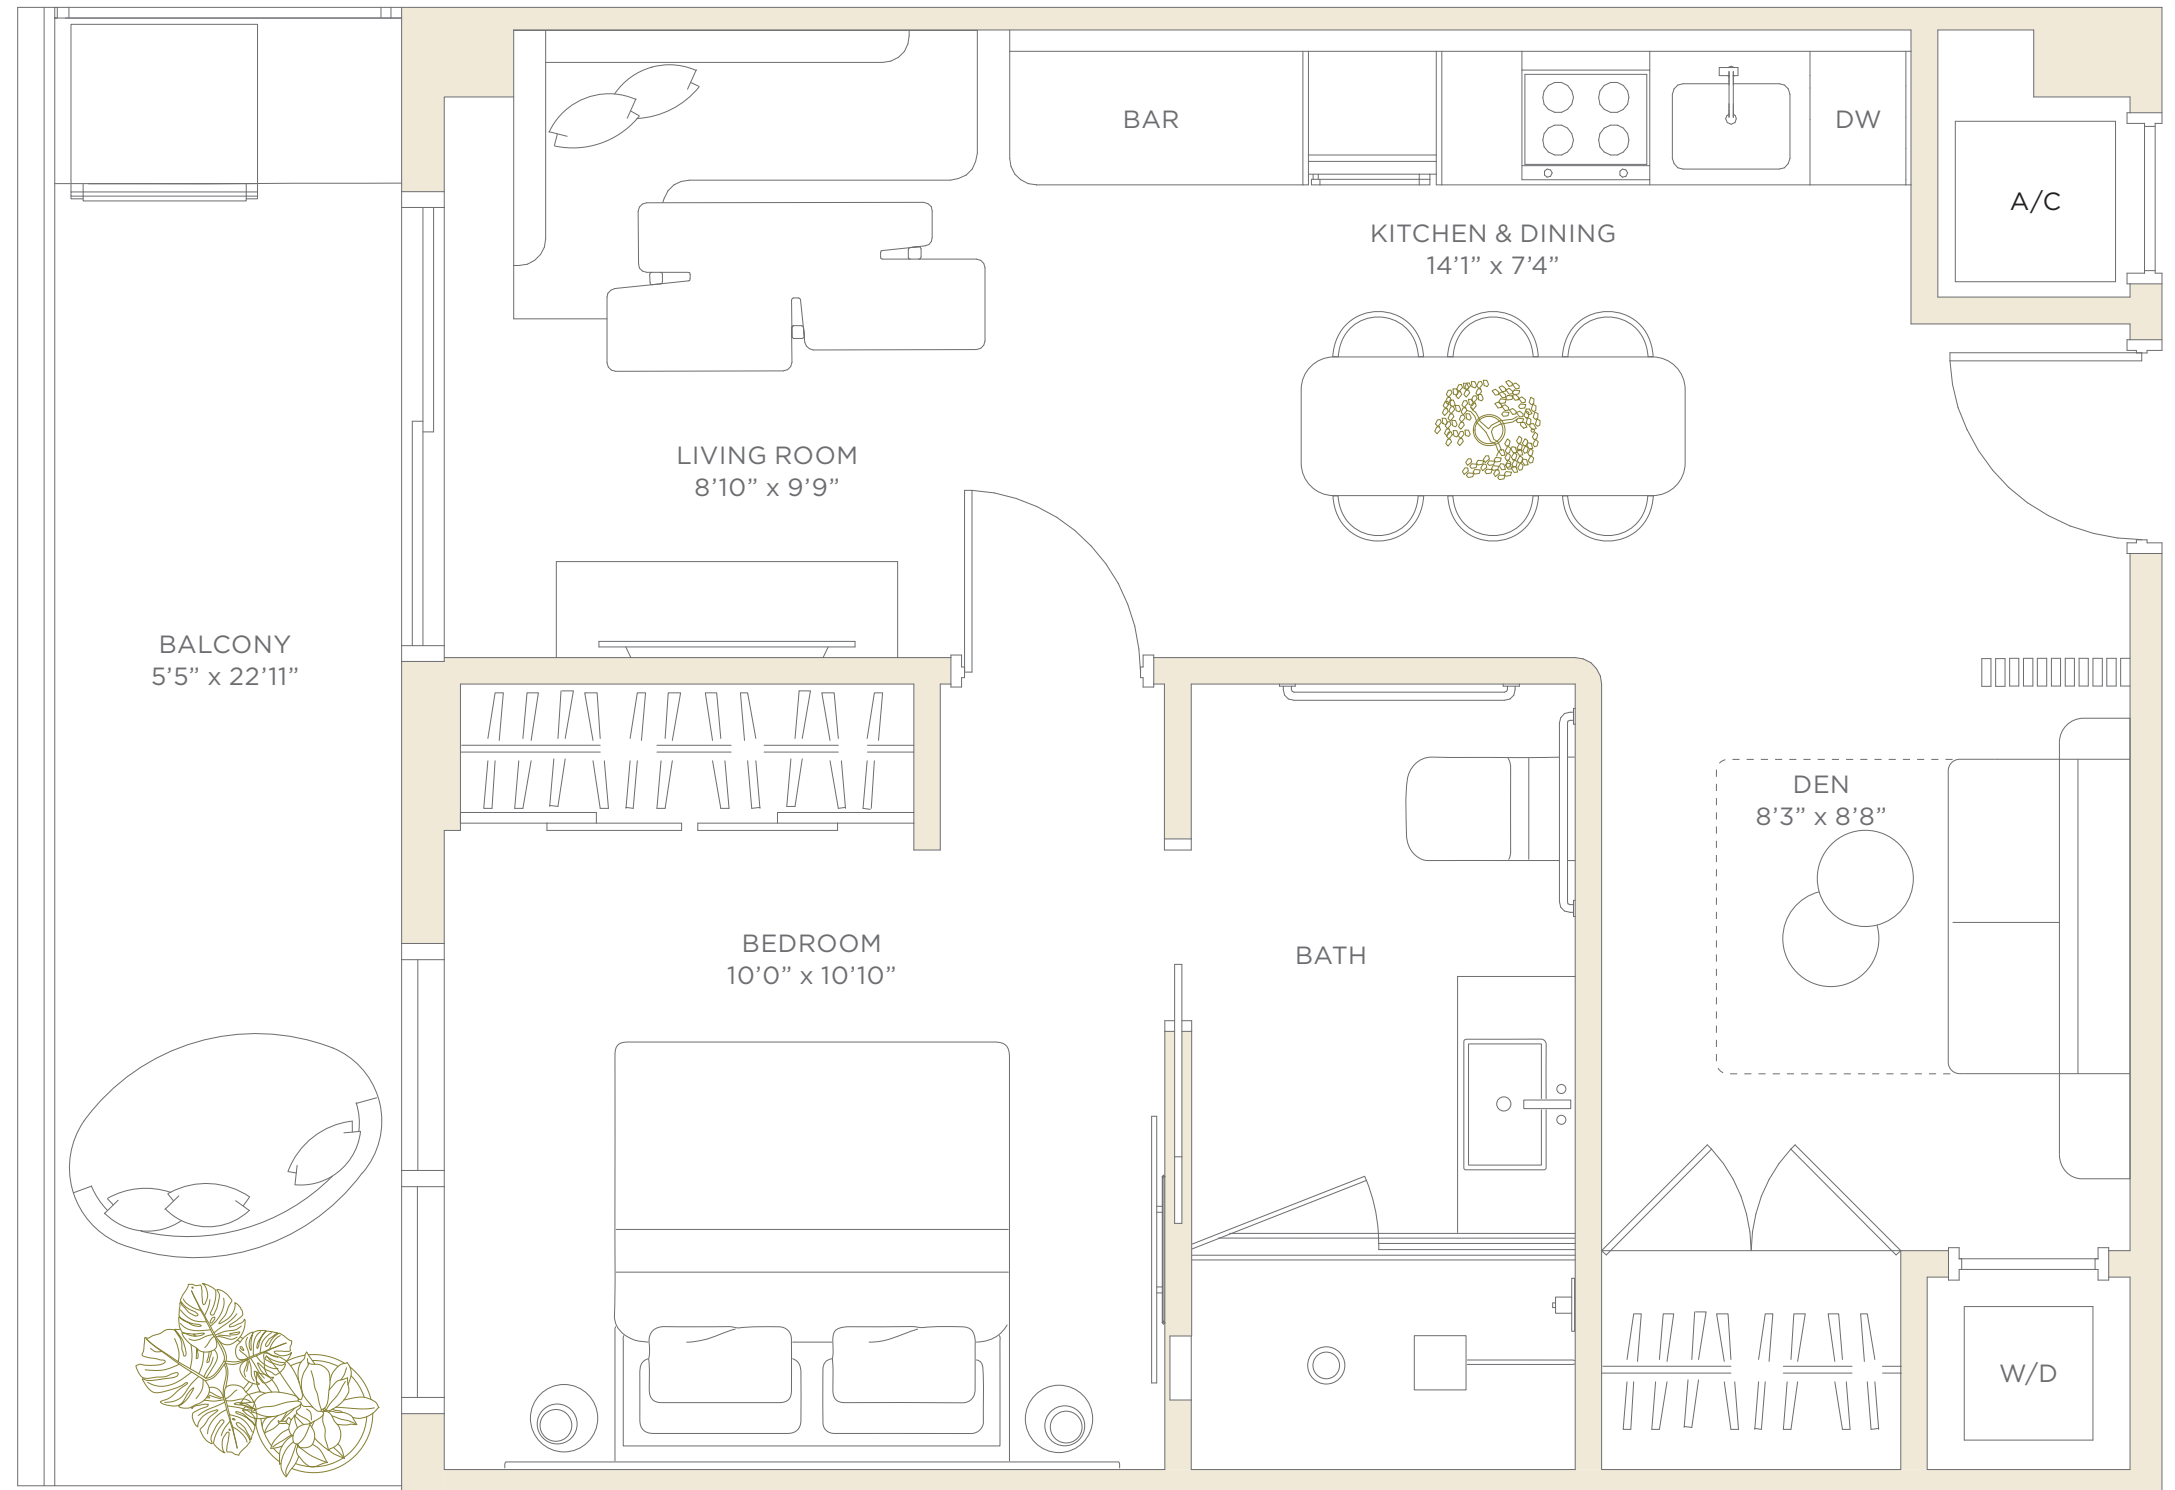 BAR
DW
A/C
KITCHEN & DINING
14’1” x 7’4”
LIVING ROOM
8’10” x 9’9”
BALCONY
5’5” x 22’11”
DEN
8’3” x 8’8”
BEDROOM
10’0” x 10’10”
BATH
W/D